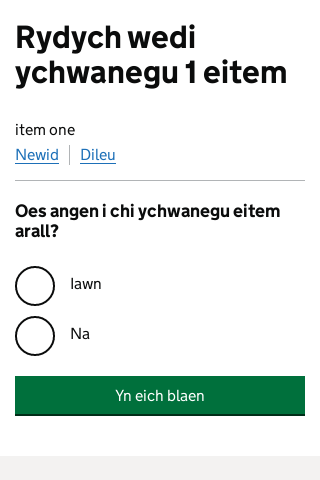 Rydych wedi
ychwanegu 1 eitem
item one
Newid Dileu
Oes angen i chi ychwanegu eitem
arall?
Iawn
Na
Yn eich blaen